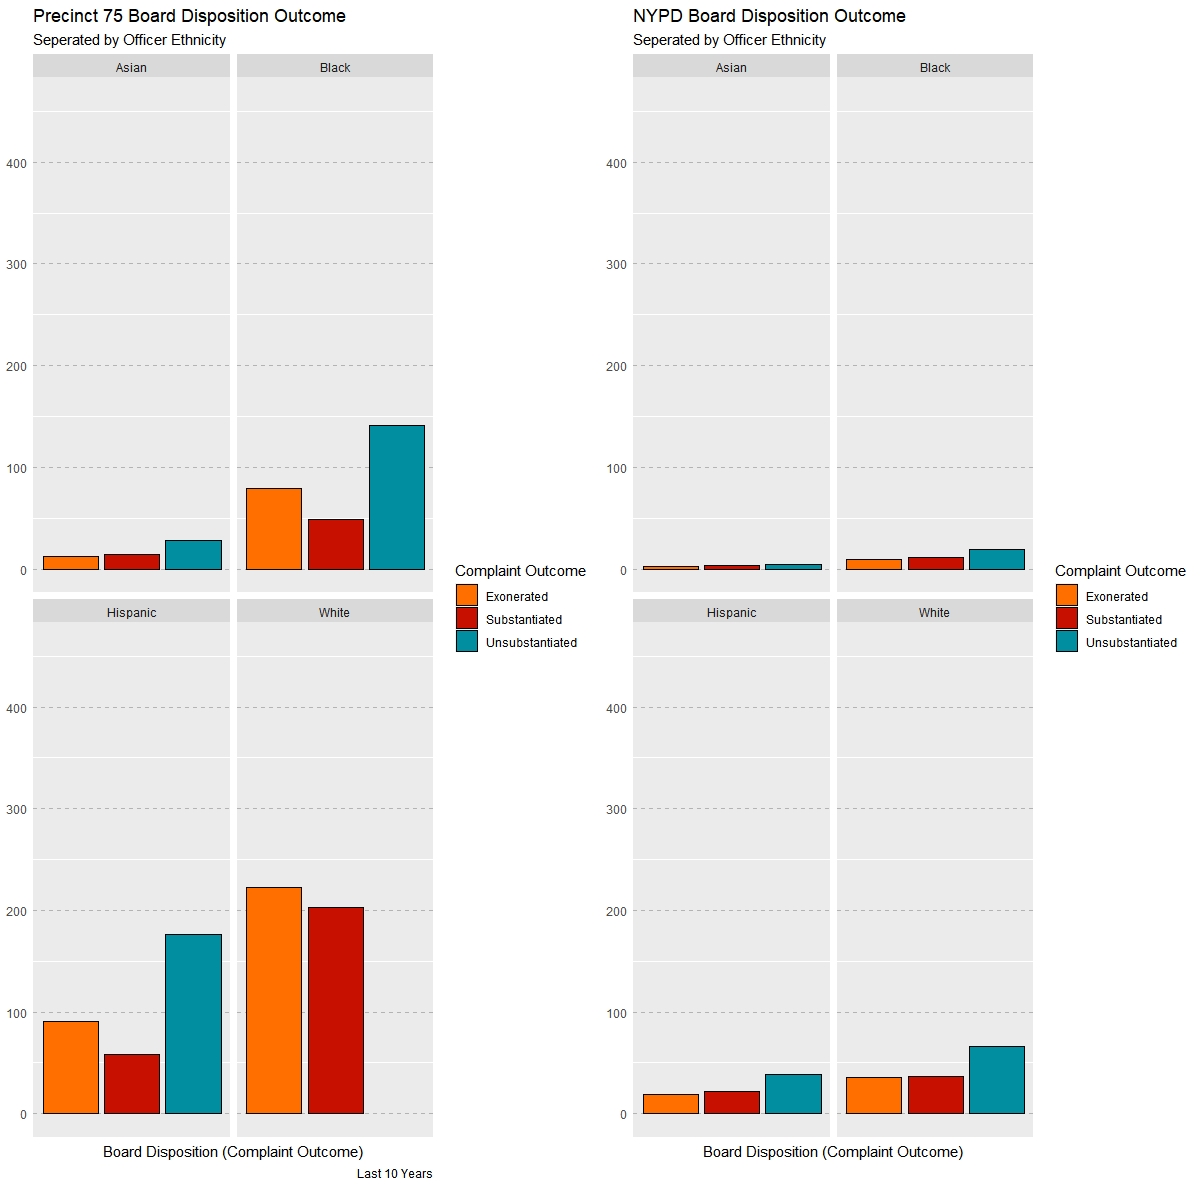 Precinct 75 Board Disposition Outcome
Seperated by Officer Ethnicity
Asian
Black
400
300
200
100
0
Hispanic
White
400
300
200
100
0
Board Disposition (Complaint Outcome)
Last 10 Years
Complaint Outcome
Exonerated
Substantiated
Unsubstantiated
NYPD Board Disposition Outcome
Seperated by Officer Ethnicity
Asian
Black
400
300
200
100
0
Hispanic
White
400
300
200
100
0
Board Disposition (Complaint Outcome)
Complaint Outcome
Exonerated
Substantiated
Unsubstantiated